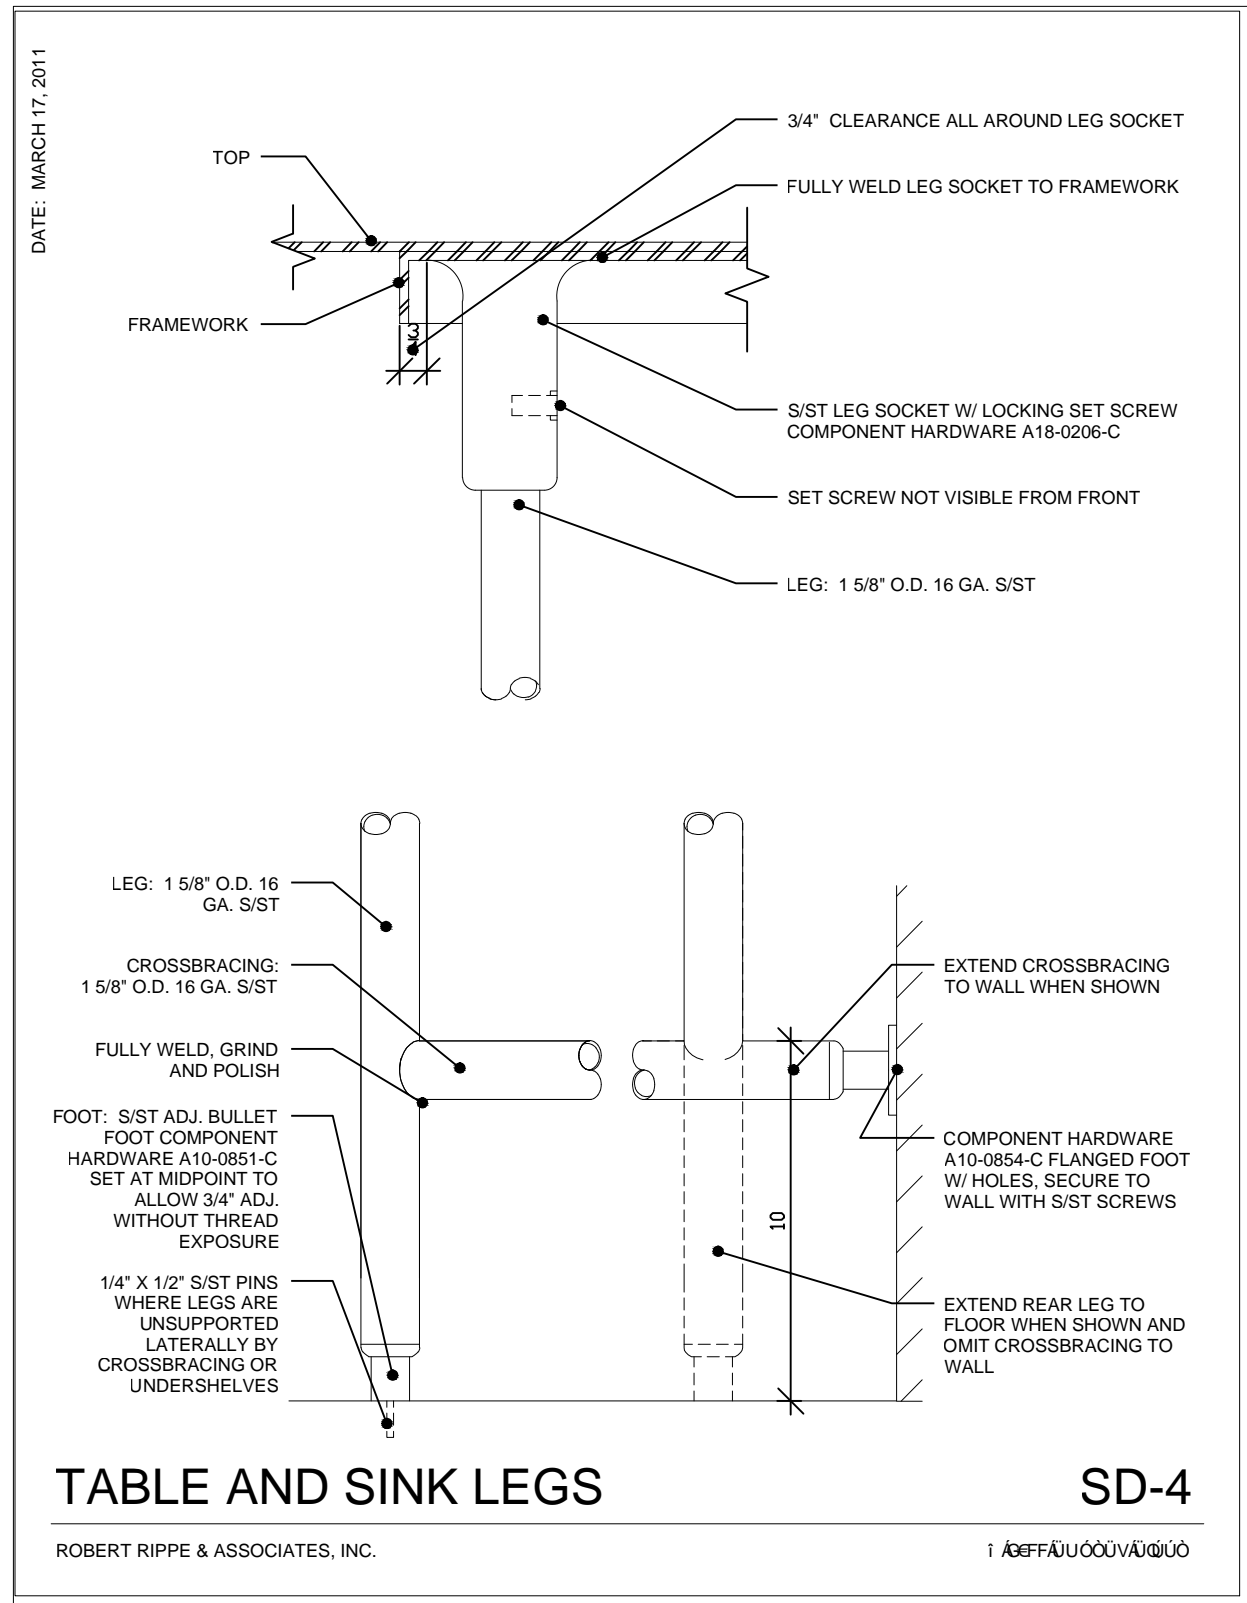 DATE: MARCH 17, 2011
3/4" CLEARANCE ALL AROUND LEG SOCKET
TOP
FULLY WELD LEG SOCKET TO FRAMEWORK
FRAMEWORK
S/ST LEG SOCKET W/ LOCKING SET SCREW
COMPONENT HARDWARE A18-0206-C
SET SCREW NOT VISIBLE FROM FRONT
LEG: 1 5/8" O.D. 16 GA. S/ST
LEG: 1 5/8" O.D. 16
GA. S/ST
CROSSBRACING:
1 5/8" O.D. 16 GA. S/ST
FULLY WELD, GRIND
AND POLISH
FOOT: S/ST ADJ. BULLET
FOOT COMPONENT
HARDWARE A10-0851-C
SET AT MIDPOINT TO
ALLOW 3/4" ADJ.
WITHOUT THREAD
EXPOSURE
1/4" X 1/2" S/ST PINS
WHERE LEGS ARE
UNSUPPORTED
LATERALLY BY
CROSSBRACING OR
UNDERSHELVES
EXTEND CROSSBRACING
TO WALL WHEN SHOWN
COMPONENT HARDWARE
A10-0854-C FLANGED FOOT
W/ HOLES, SECURE TO
WALL WITH S/ST SCREWS
10
EXTEND REAR LEG TO
FLOOR WHEN SHOWN AND
OMIT CROSSBRACING TO
WALL
TABLE AND SINK LEGS
SD-4
ROBERT RIPPE & ASSOCIATES, INC.